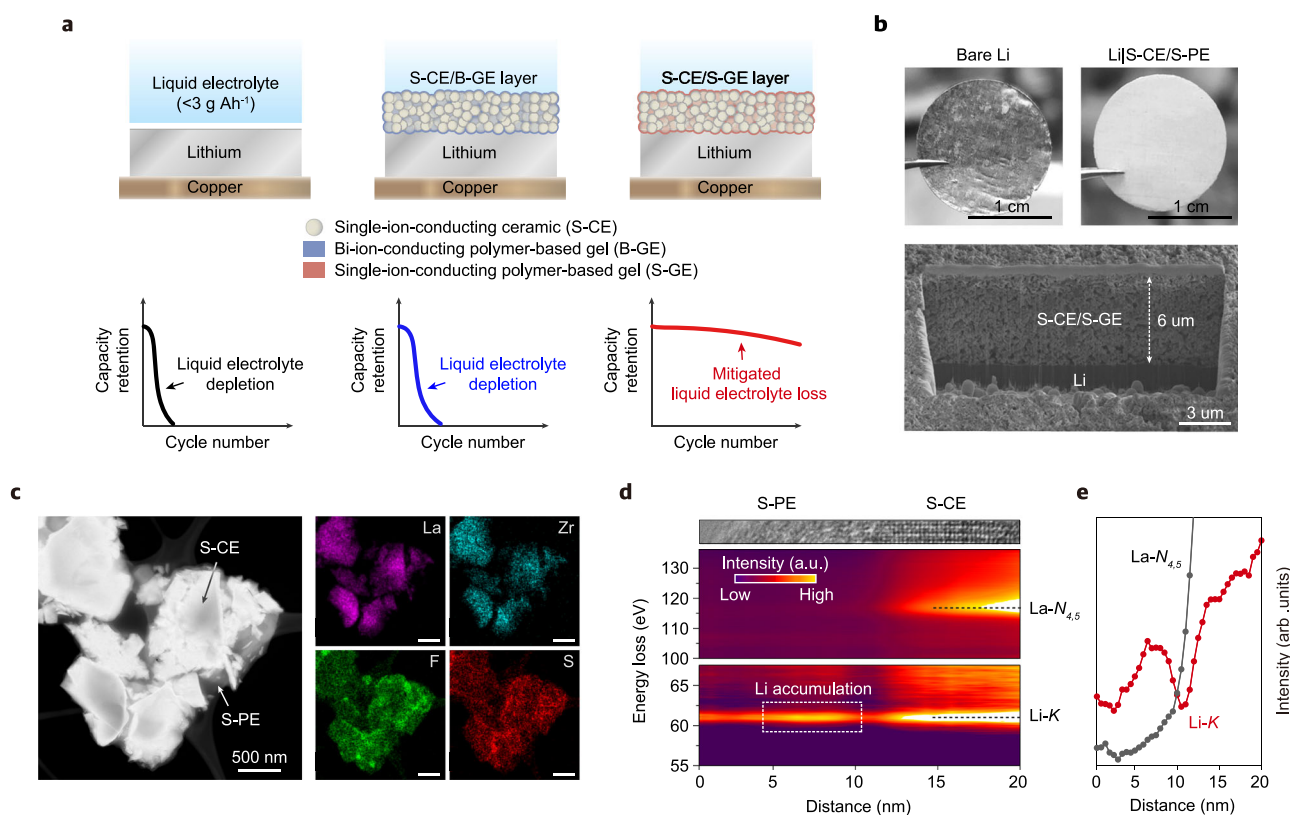 a
Liquid electrolyte
(<3 g Ah⁻¹)
Lithium
Copper
S-CE/B-GE layer
Lithium
Copper
S-CE/S-GE layer
Lithium
Copper
Single-ion-conducting ceramic (S-CE)
Bi-ion-conducting polymer-based gel (B-GE)
Single-ion-conducting polymer-based gel (S-GE)
Capacity
retention
Liquid electrolyte
depletion
Cycle number
Capacity
retention
Liquid electrolyte
depletion
Cycle number
Capacity
retention
Mitigated
liquid electrolyte loss
Cycle number
b
Bare Li
1 cm
Li|S-CE/S-PE
1 cm
S-CE/S-GE
6 um
Li
3 um
c
S-CE
S-PE
500 nm
La
Zr
F
S
d
S-PE
S-CE
Intensity (a.u.)
Low
High
130
120
110
100
La-N4,5
Energy loss (eV)
Li accumulation
65
60
55
Li-K
0
5
10
15
20
Distance (nm)
e
La-N4,5
Li-K
Intensity (arb .units)
0
5
10
15
20
Distance (nm)